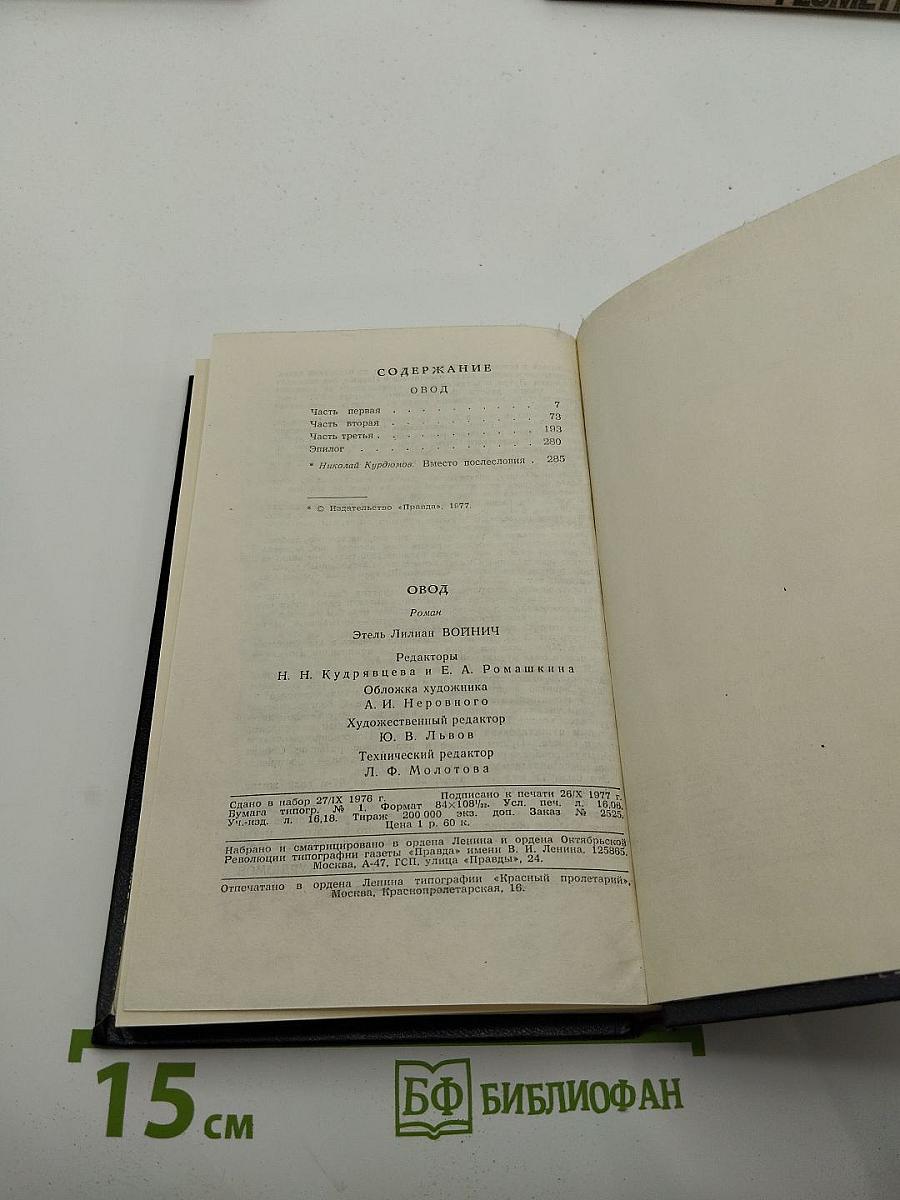 СОДЕРЖАНИЕ
ОВОД
Часть первая . . . . . . . . . . 7
Часть вторая . . . . . . . . . . 73
Часть третья . . . . . . . . . . 193
Эпилог . . . . . . . . . . . 280
* Николай Курдюмов. Вместо послесловия . 285
* © Издательство «Правда», 1977.
ОВОД
Роман
Этель Лилиан ВОЙНИЧ
Редакторы
Н. Н. Кудрявцева и Е. А. Ромашкина
Обложка художника
А. И. Неровного
Художественный редактор
Ю. В. Львов
Технический редактор
Л. Ф. Молотова
Сдано в набор 27/IX 1976 г. Подписано к печати 26/X 1977 г.
Бумага типогр. № 1. Формат 84×108¹/₃₂. Усл. печ. л. 16,08.
Уч.-изд. л. 16,18. Тираж 200 000 экз. доп. Заказ № 2525.
Цена 1 р. 60 к.
Набрано и сматрицировано в ордена Ленина и ордена Октябрьской
Революции типографии газеты «Правда» имени В. И. Ленина, 125865,
Москва, А-47, ГСП, улица «Правды», 24.
Отпечатано в ордена Ленина типографии «Красный пролетарий»,
Москва, Краснопролетарская, 16.
15 см
БФ БИБЛИОФАН